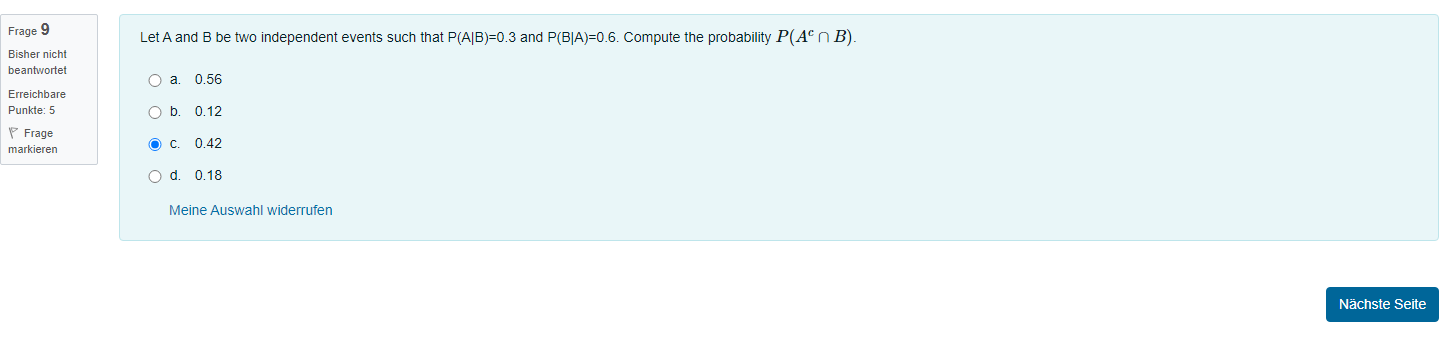 Frage 9
Bisher nicht
beantwortet
Erreichbare
Punkte: 5
Frage
markieren
Let A and B be two independent events such that P(A|B)=0.3 and P(B|A)=0.6. Compute the probability P(Aᶜ ∩ B).
a. 0.56
b. 0.12
c. 0.42
d. 0.18
Meine Auswahl widerrufen
Nächste Seite